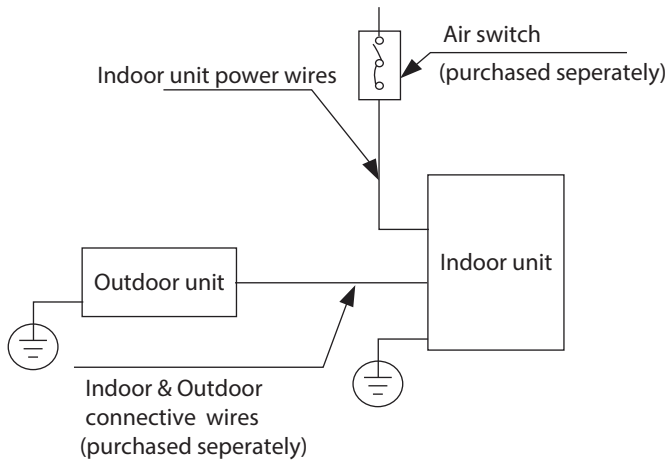 Air switch
(purchased seperately)
Indoor unit power wires
Outdoor unit
Indoor unit
Indoor & Outdoor
connective wires
(purchased seperately)